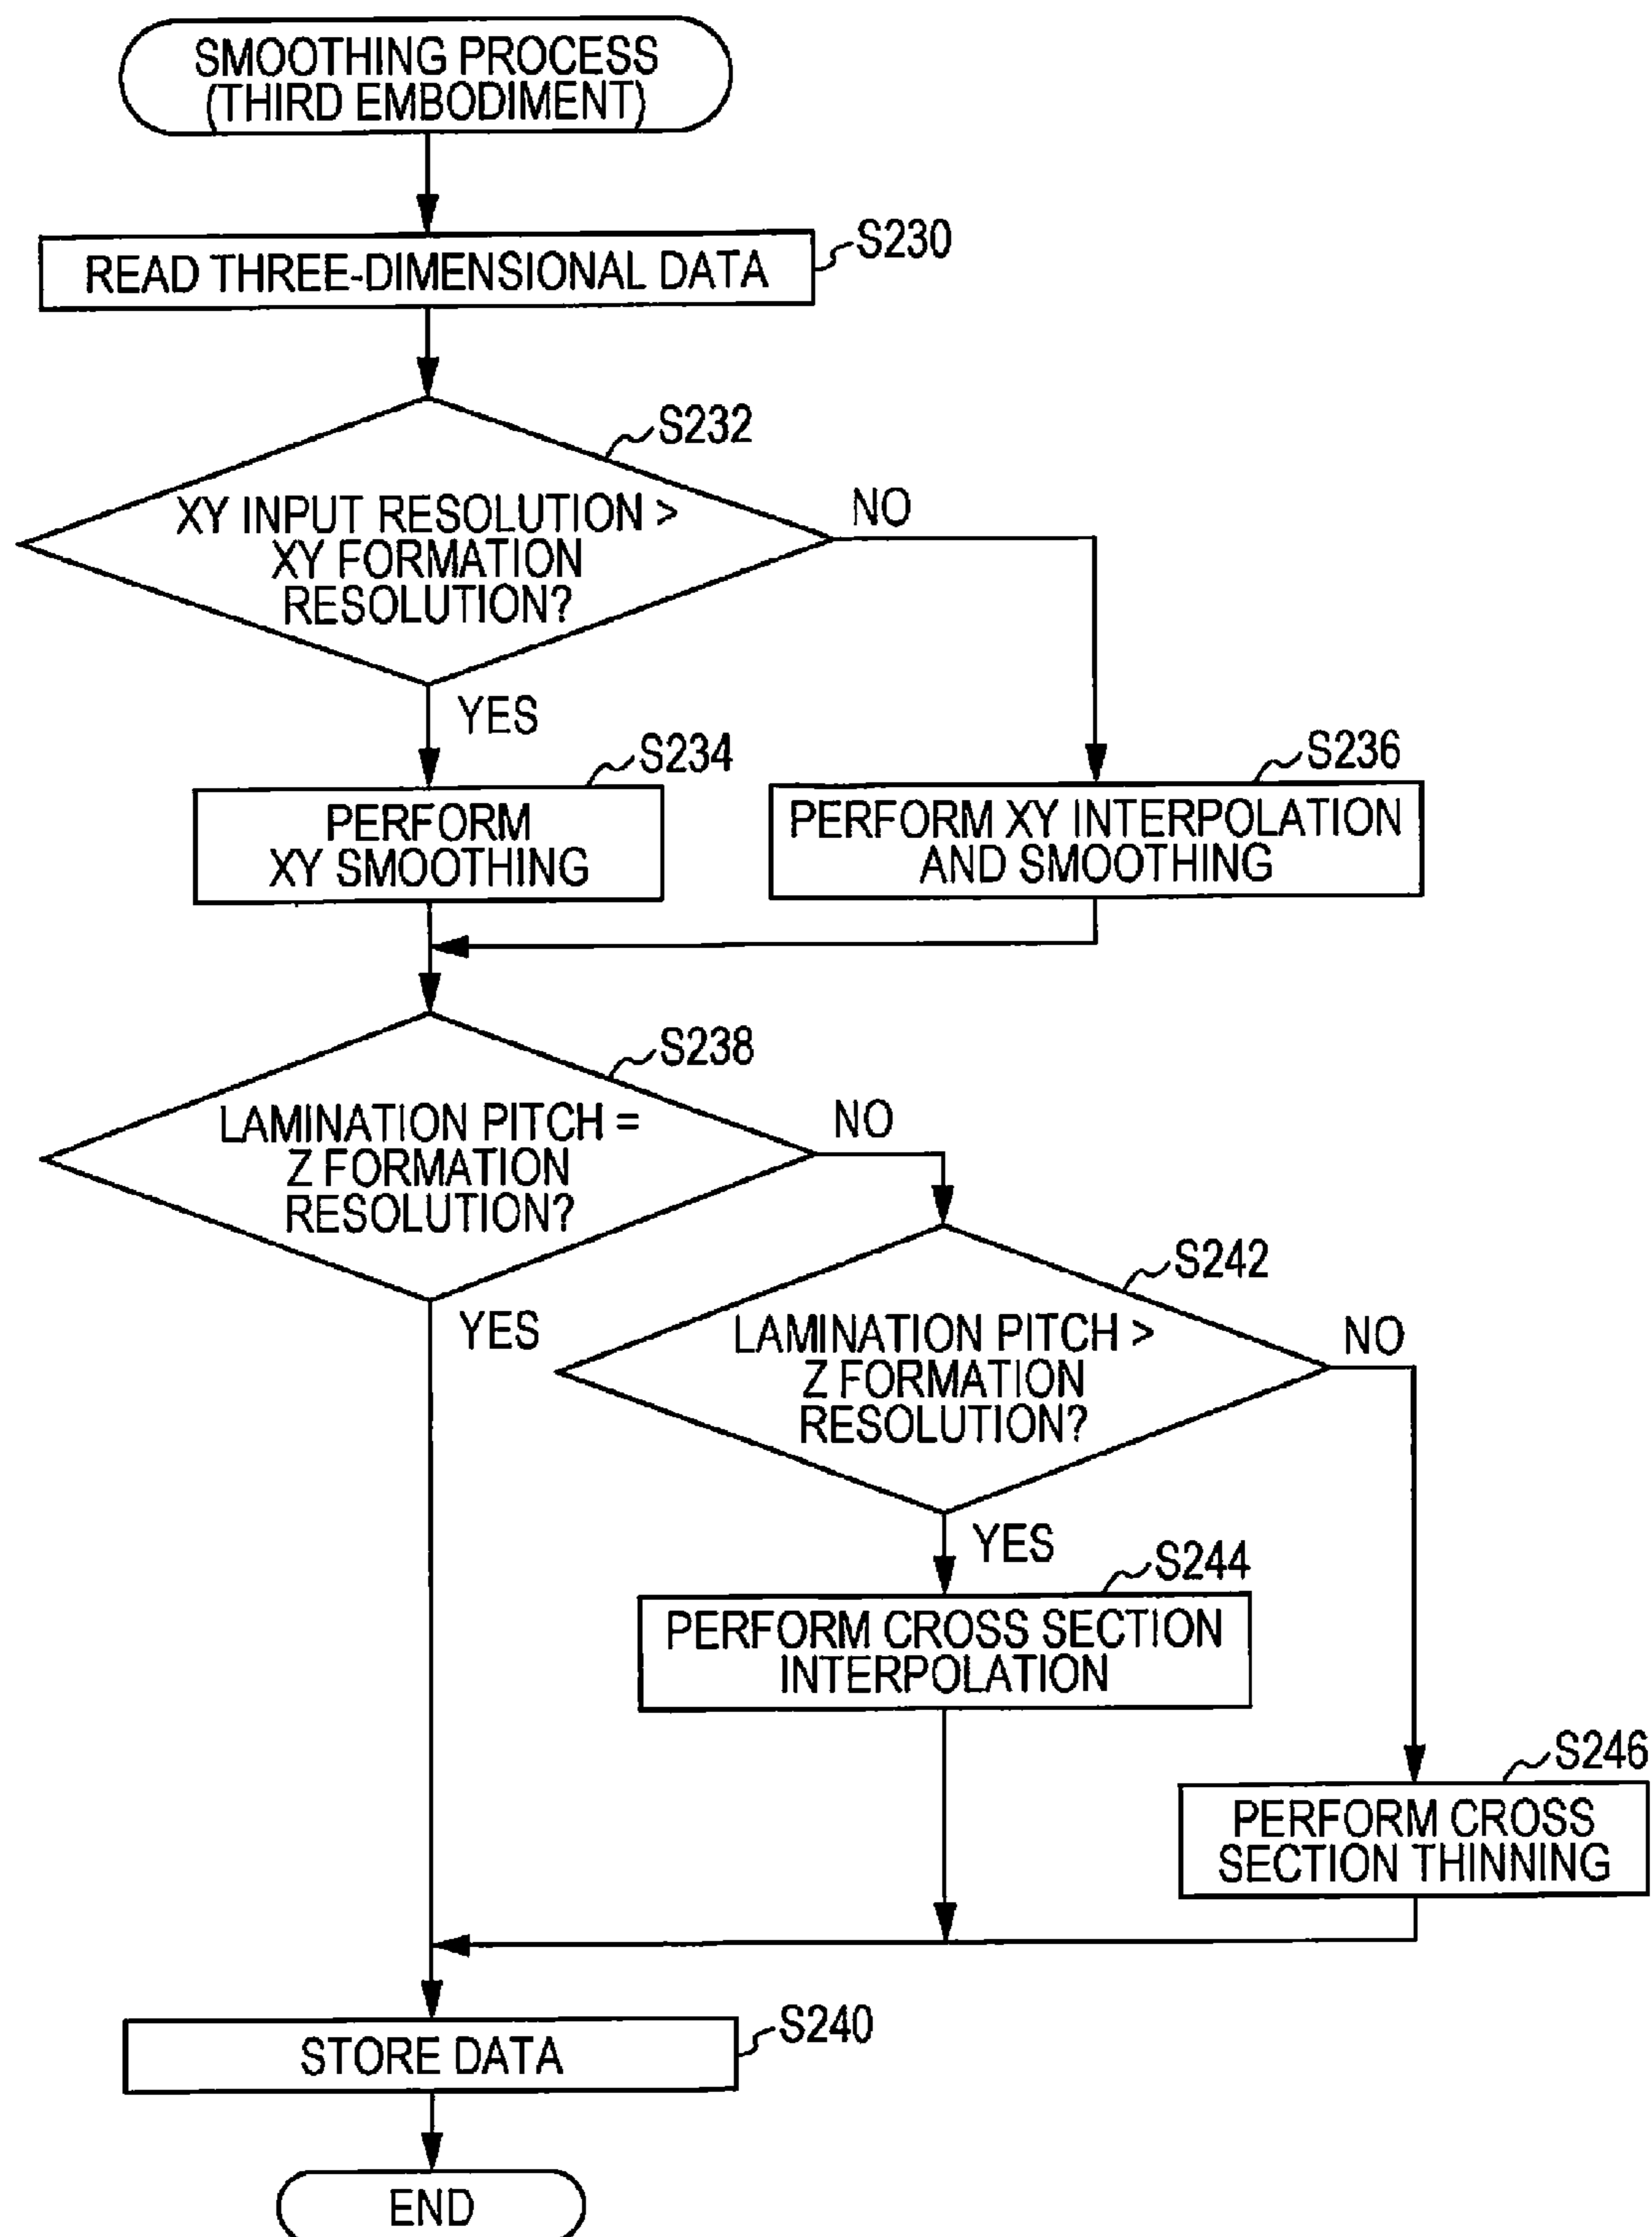 SMOOTHING PROCESS
(THIRD EMBODIMENT)
S230
READ THREE-DIMENSIONAL DATA
S232
XY INPUT RESOLUTION >
XY FORMATION
RESOLUTION?
NO
YES
S234
PERFORM
XY SMOOTHING
S236
PERFORM XY INTERPOLATION
AND SMOOTHING
S238
LAMINATION PITCH =
Z FORMATION
RESOLUTION?
NO
YES
S242
LAMINATION PITCH >
Z FORMATION
RESOLUTION?
NO
YES
S244
PERFORM CROSS SECTION
INTERPOLATION
S246
PERFORM CROSS
SECTION THINNING
S240
STORE DATA
END